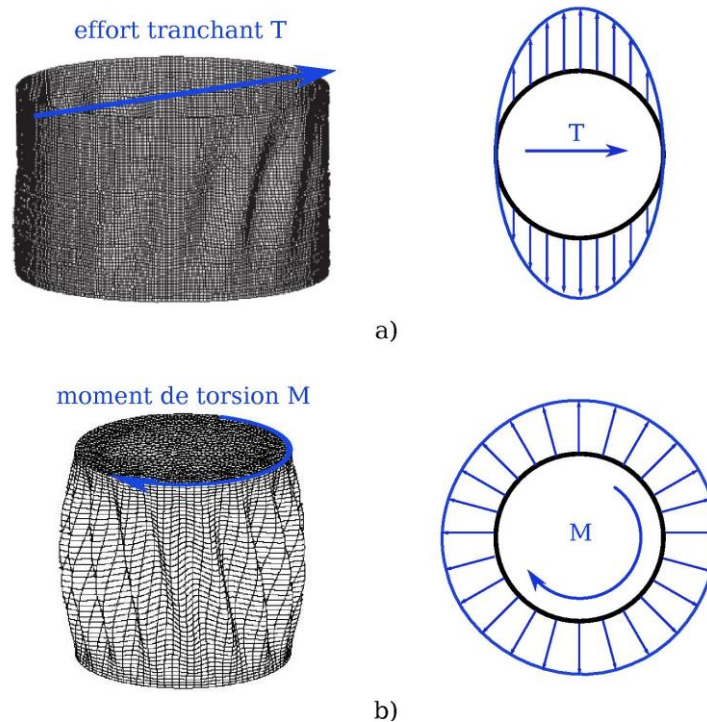 effort tranchant T
T
a)
moment de torsion M
M
b)